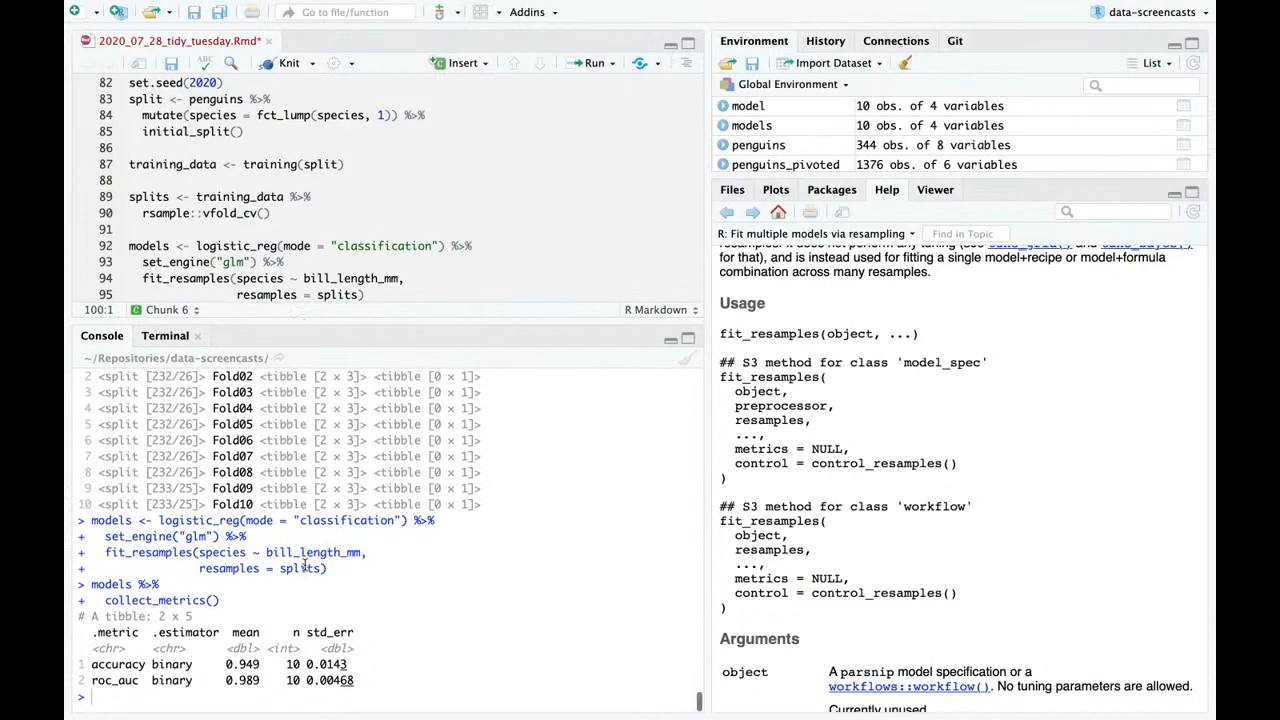 Go to file/function
Addins
data-screencasts
2020_07_28_tidy_tuesday.Rmd*
ABC
Knit
Insert
Run
82 set.seed(2020)
83 split <- penguins %>%
84   mutate(species = fct_lump(species, 1)) %>%
85   initial_split()
86
87 training_data <- training(split)
88
89 splits <- training_data %>%
90   rsample::vfold_cv()
91
92 models <- logistic_reg(mode = "classification") %>%
93   set_engine("glm") %>%
94   fit_resamples(species ~ bill_length_mm,
95                 resamples = splits)
100:1 Chunk 6 R Markdown
Console Terminal
~/Repositories/data-screencasts/
2 <split [232/26]> Fold02 <tibble [2 × 3]> <tibble [0 × 1]>
3 <split [232/26]> Fold03 <tibble [2 × 3]> <tibble [0 × 1]>
4 <split [232/26]> Fold04 <tibble [2 × 3]> <tibble [0 × 1]>
5 <split [232/26]> Fold05 <tibble [2 × 3]> <tibble [0 × 1]>
6 <split [232/26]> Fold06 <tibble [2 × 3]> <tibble [0 × 1]>
7 <split [232/26]> Fold07 <tibble [2 × 3]> <tibble [0 × 1]>
8 <split [232/26]> Fold08 <tibble [2 × 3]> <tibble [0 × 1]>
9 <split [233/25]> Fold09 <tibble [2 × 3]> <tibble [0 × 1]>
10 <split [233/25]> Fold10 <tibble [2 × 3]> <tibble [0 × 1]>
> models <- logistic_reg(mode = "classification") %>%
+   set_engine("glm") %>%
+   fit_resamples(species ~ bill_length_mm,
+                 resamples = splits)
> models %>%
+   collect_metrics()
# A tibble: 2 x 5
  .metric  .estimator  mean     n std_err
  <chr>    <chr>      <dbl> <int>   <dbl>
1 accuracy binary     0.949    10 0.0143
2 roc_auc  binary     0.989    10 0.00468
>
Environment History Connections Git
Import Dataset List
Global Environment
model 10 obs. of 4 variables
models 10 obs. of 4 variables
penguins 344 obs. of 8 variables
penguins_pivoted 1376 obs. of 6 variables
Files Plots Packages Help Viewer
R: Fit multiple models via resampling Find in Topic
resamples. It does not perform any tuning (see tune_grid() and tune_bayes()
for that), and is instead used for fitting a single model+recipe or model+formula
combination across many resamples.
Usage
fit_resamples(object, ...)
## S3 method for class 'model_spec'
fit_resamples(
  object,
  preprocessor,
  resamples,
  ...,
  metrics = NULL,
  control = control_resamples()
)
## S3 method for class 'workflow'
fit_resamples(
  object,
  resamples,
  ...,
  metrics = NULL,
  control = control_resamples()
)
Arguments
object A parsnip model specification or a
workflows::workflow(). No tuning parameters are allowed.
Currently unused.